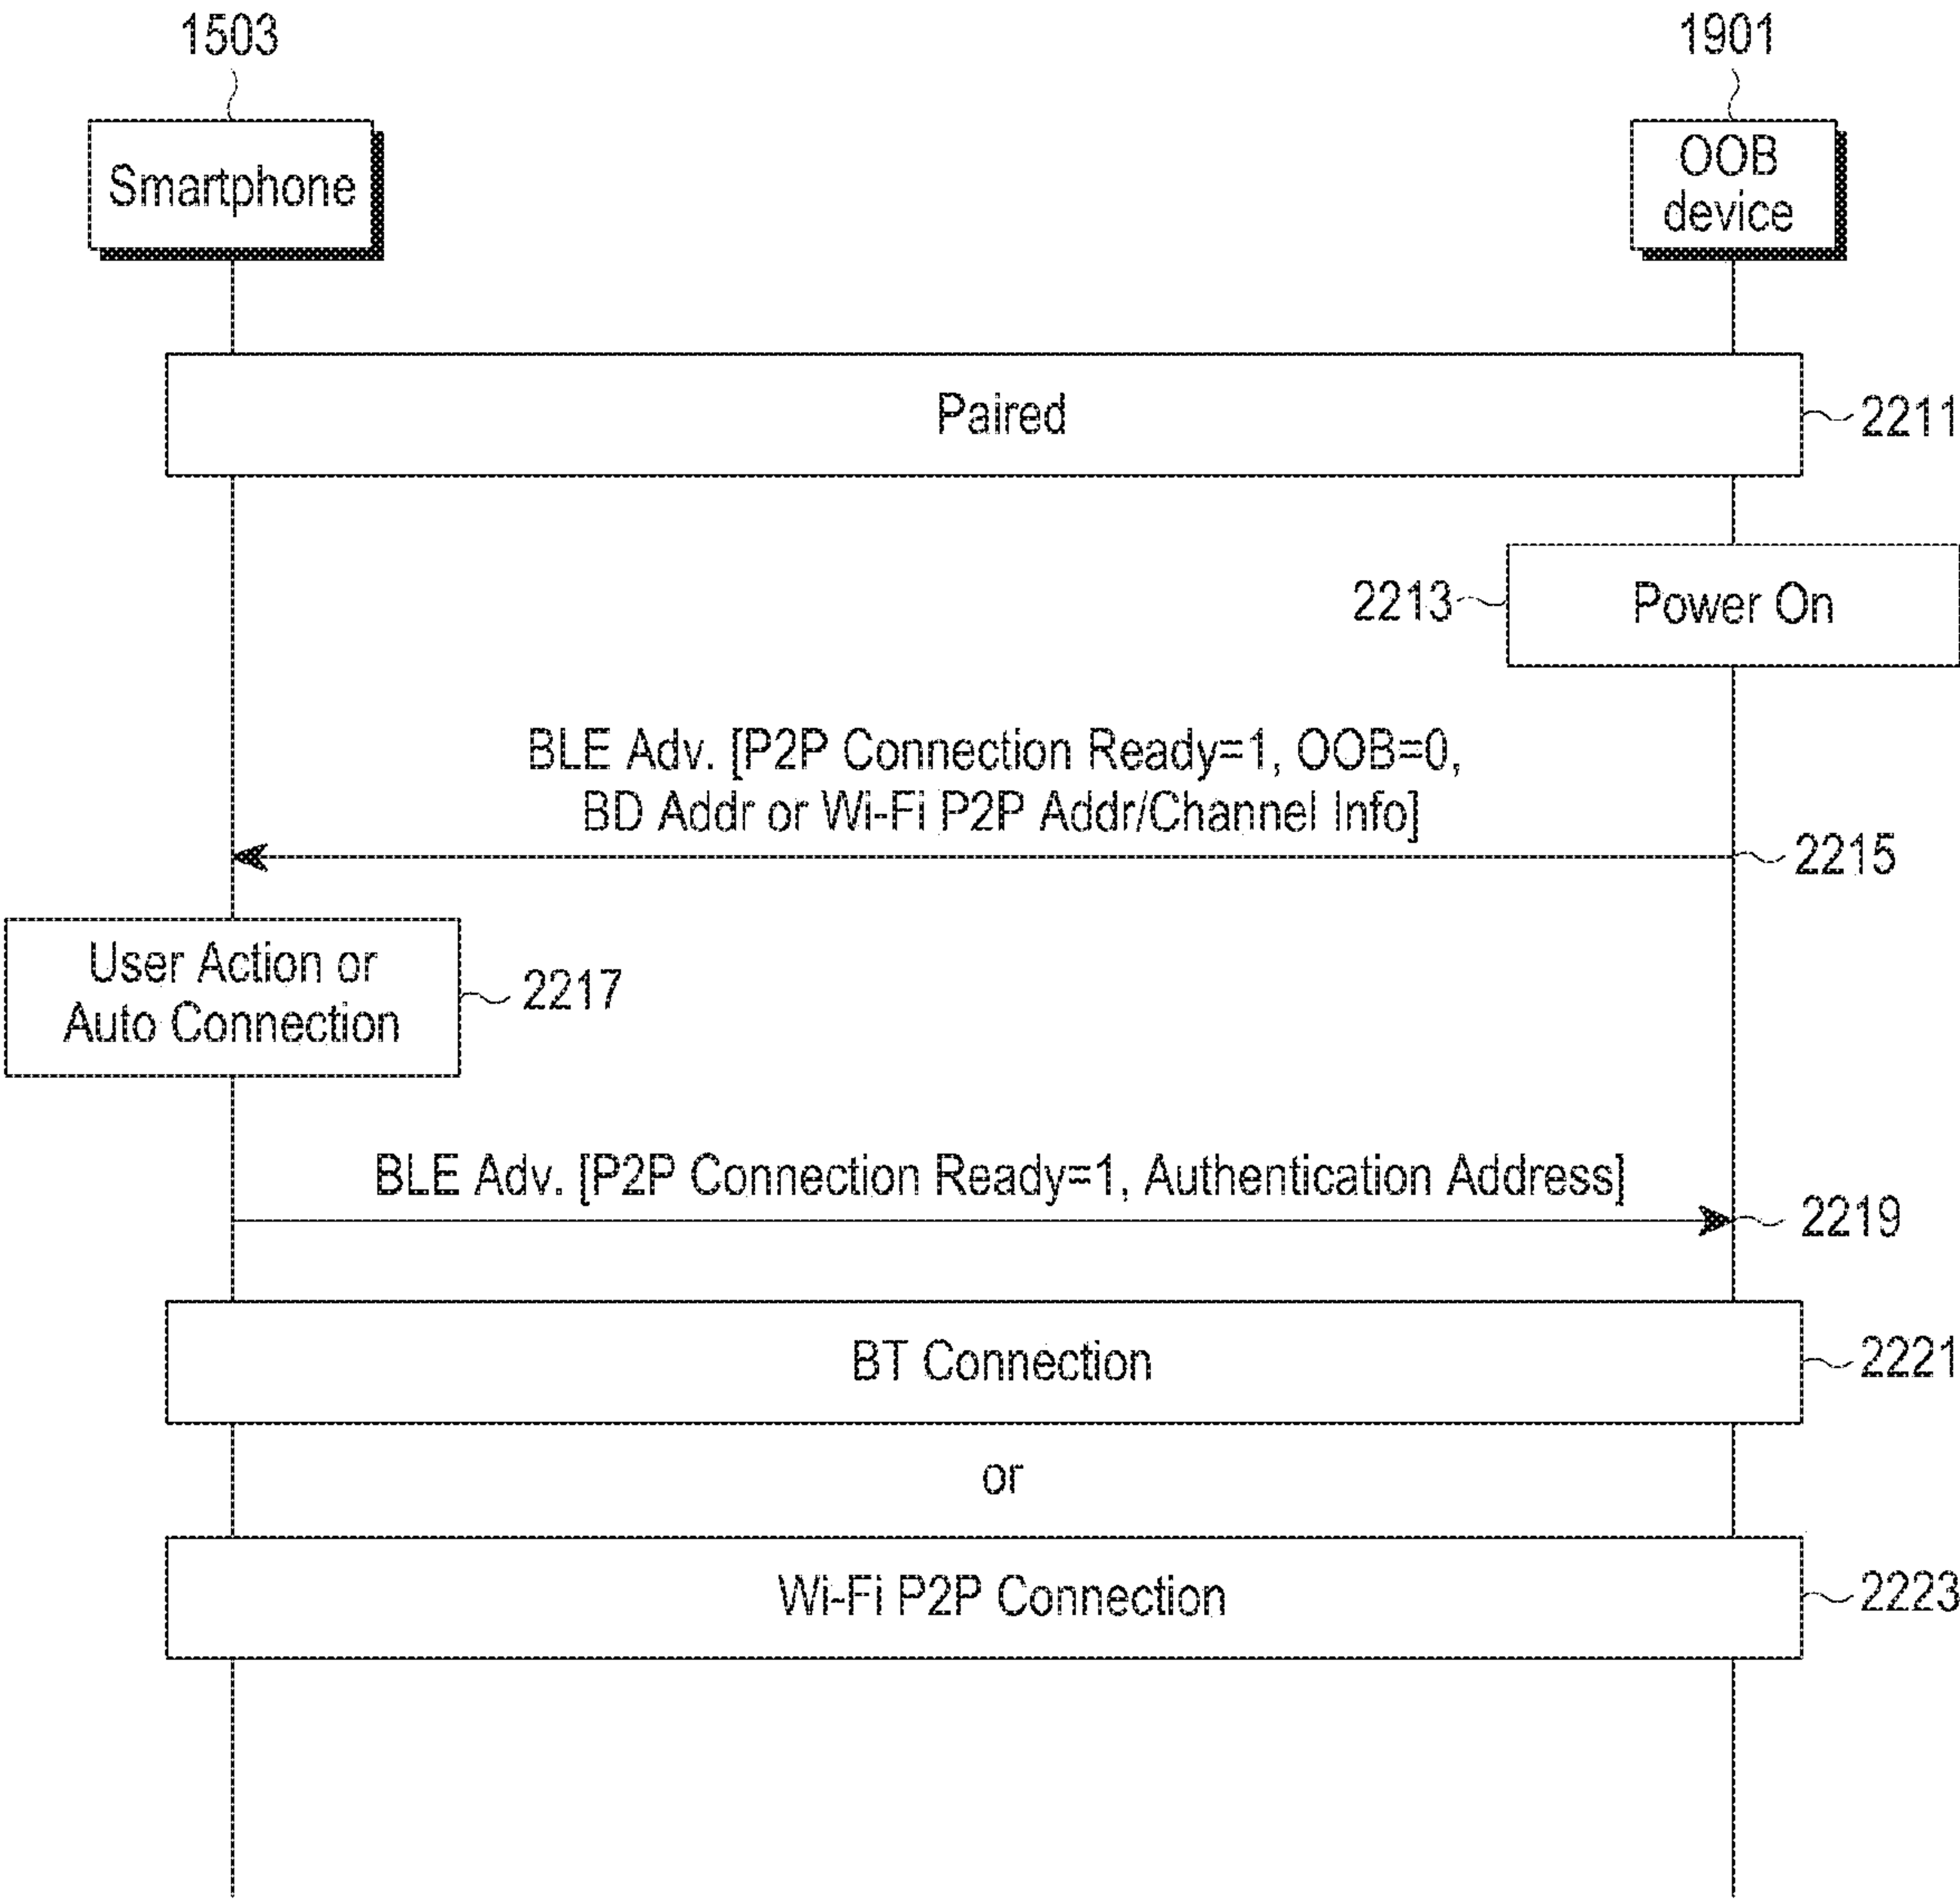 1503
1901
Smartphone
OOB
device
Paired
2211
2213
Power On
BLE Adv. [P2P Connection Ready=1, OOB=0,
BD Addr or Wi-Fi P2P Addr/Channel Info]
2215
User Action or
Auto Connection
2217
BLE Adv. [P2P Connection Ready=1, Authentication Address]
2219
BT Connection
2221
or
Wi-Fi P2P Connection
2223